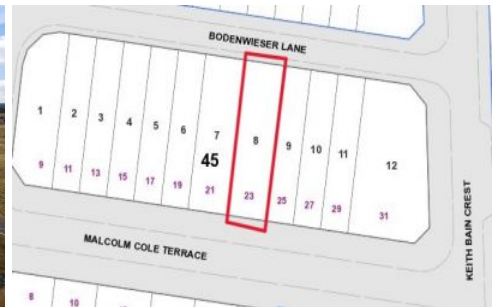 BODENWIESER LANE
1 2 3 4 5 6 7 8 9 10 11 12
45
9 11 13 15 17 19 21 23 25 27 29 31
MALCOLM COLE TERRACE
KEITH BAIN CREST
8 10